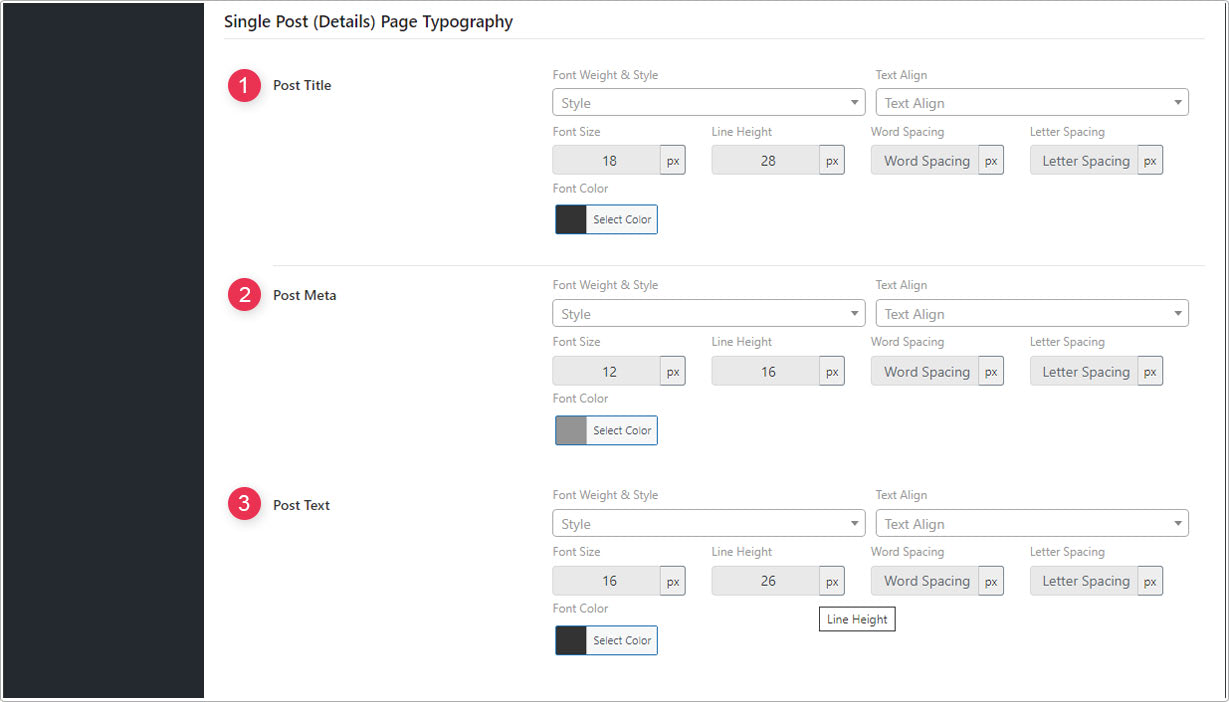 Single Post (Details) Page Typography
1 Post Title
Font Weight & Style Text Align
Style Text Align
Font Size Line Height Word Spacing Letter Spacing
18 px 28 px Word Spacing px Letter Spacing px
Font Color
Select Color
2 Post Meta
Font Weight & Style Text Align
Style Text Align
Font Size Line Height Word Spacing Letter Spacing
12 px 16 px Word Spacing px Letter Spacing px
Font Color
Select Color
3 Post Text
Font Weight & Style Text Align
Style Text Align
Font Size Line Height Word Spacing Letter Spacing
16 px 26 px Word Spacing px Letter Spacing px
Font Color
Line Height
Select Color